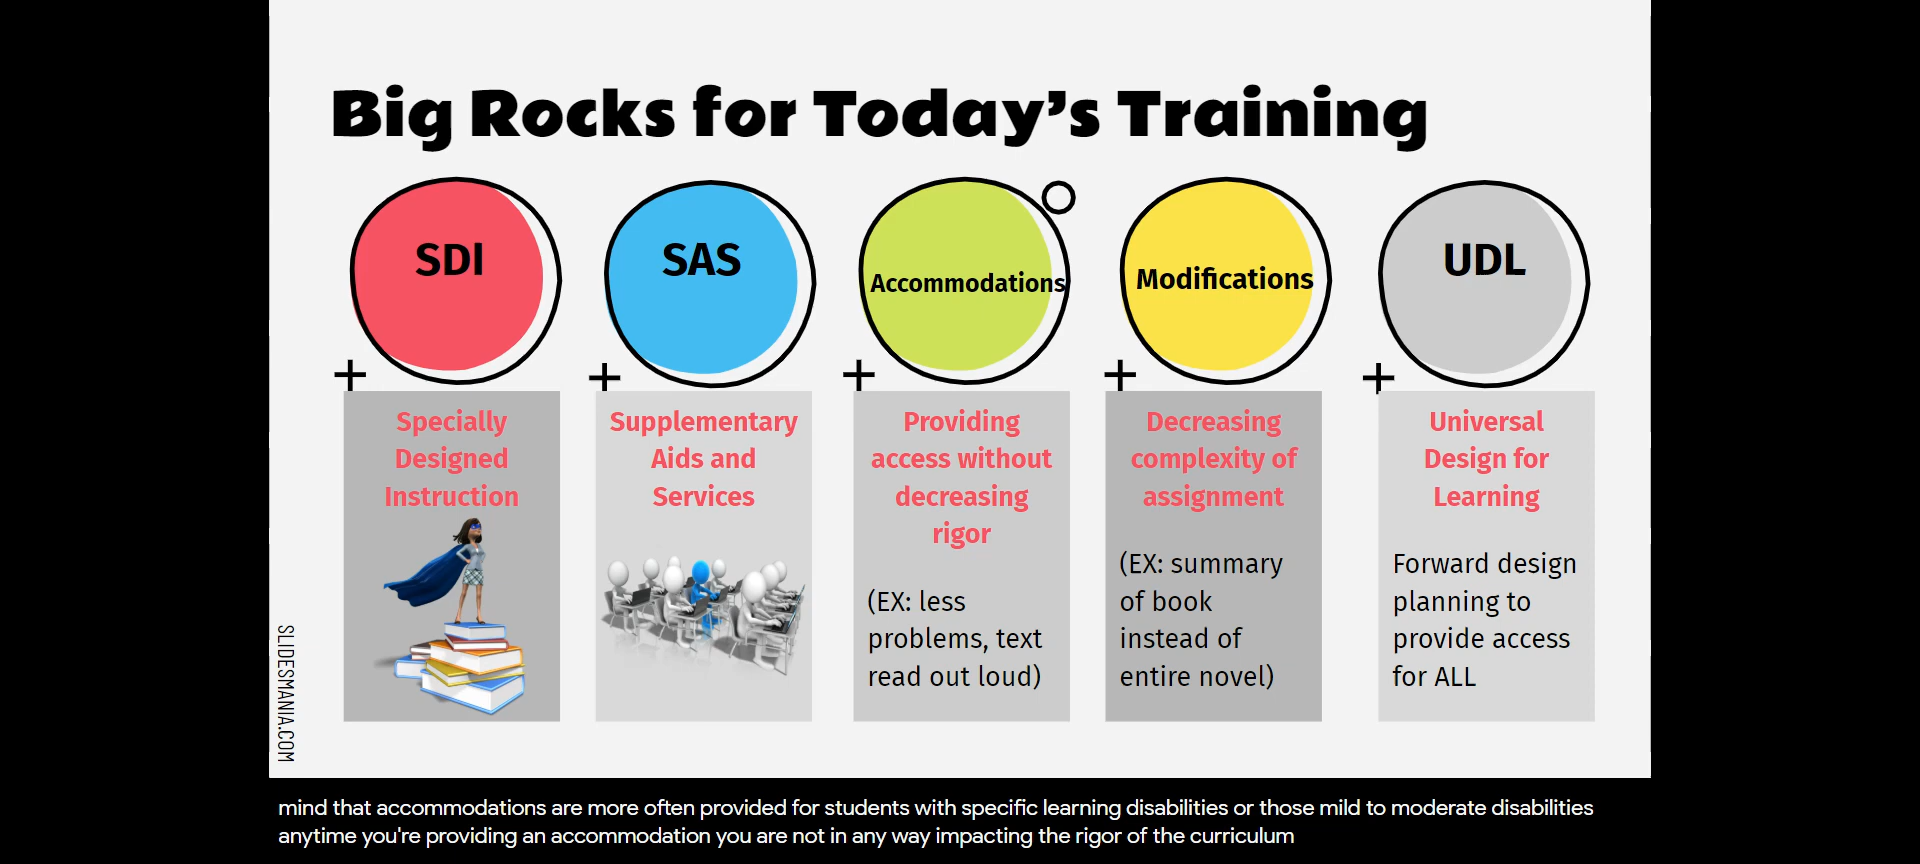 Big Rocks for Today's Training
SDI
SAS
Accommodations
Modifications
UDL
Specially
Designed
Instruction
Supplementary
Aids and
Services
Providing
access without
decreasing
rigor
(EX: less
problems, text
read out loud)
Decreasing
complexity of
assignment
(EX: summary
of book
instead of
entire novel)
Universal
Design for
Learning
Forward design
planning to
provide access
for ALL
SLIDESMANIA.COM
mind that accommodations are more often provided for students with specific learning disabilities or those mild to moderate disabilities
anytime you're providing an accommodation you are not in any way impacting the rigor of the curriculum